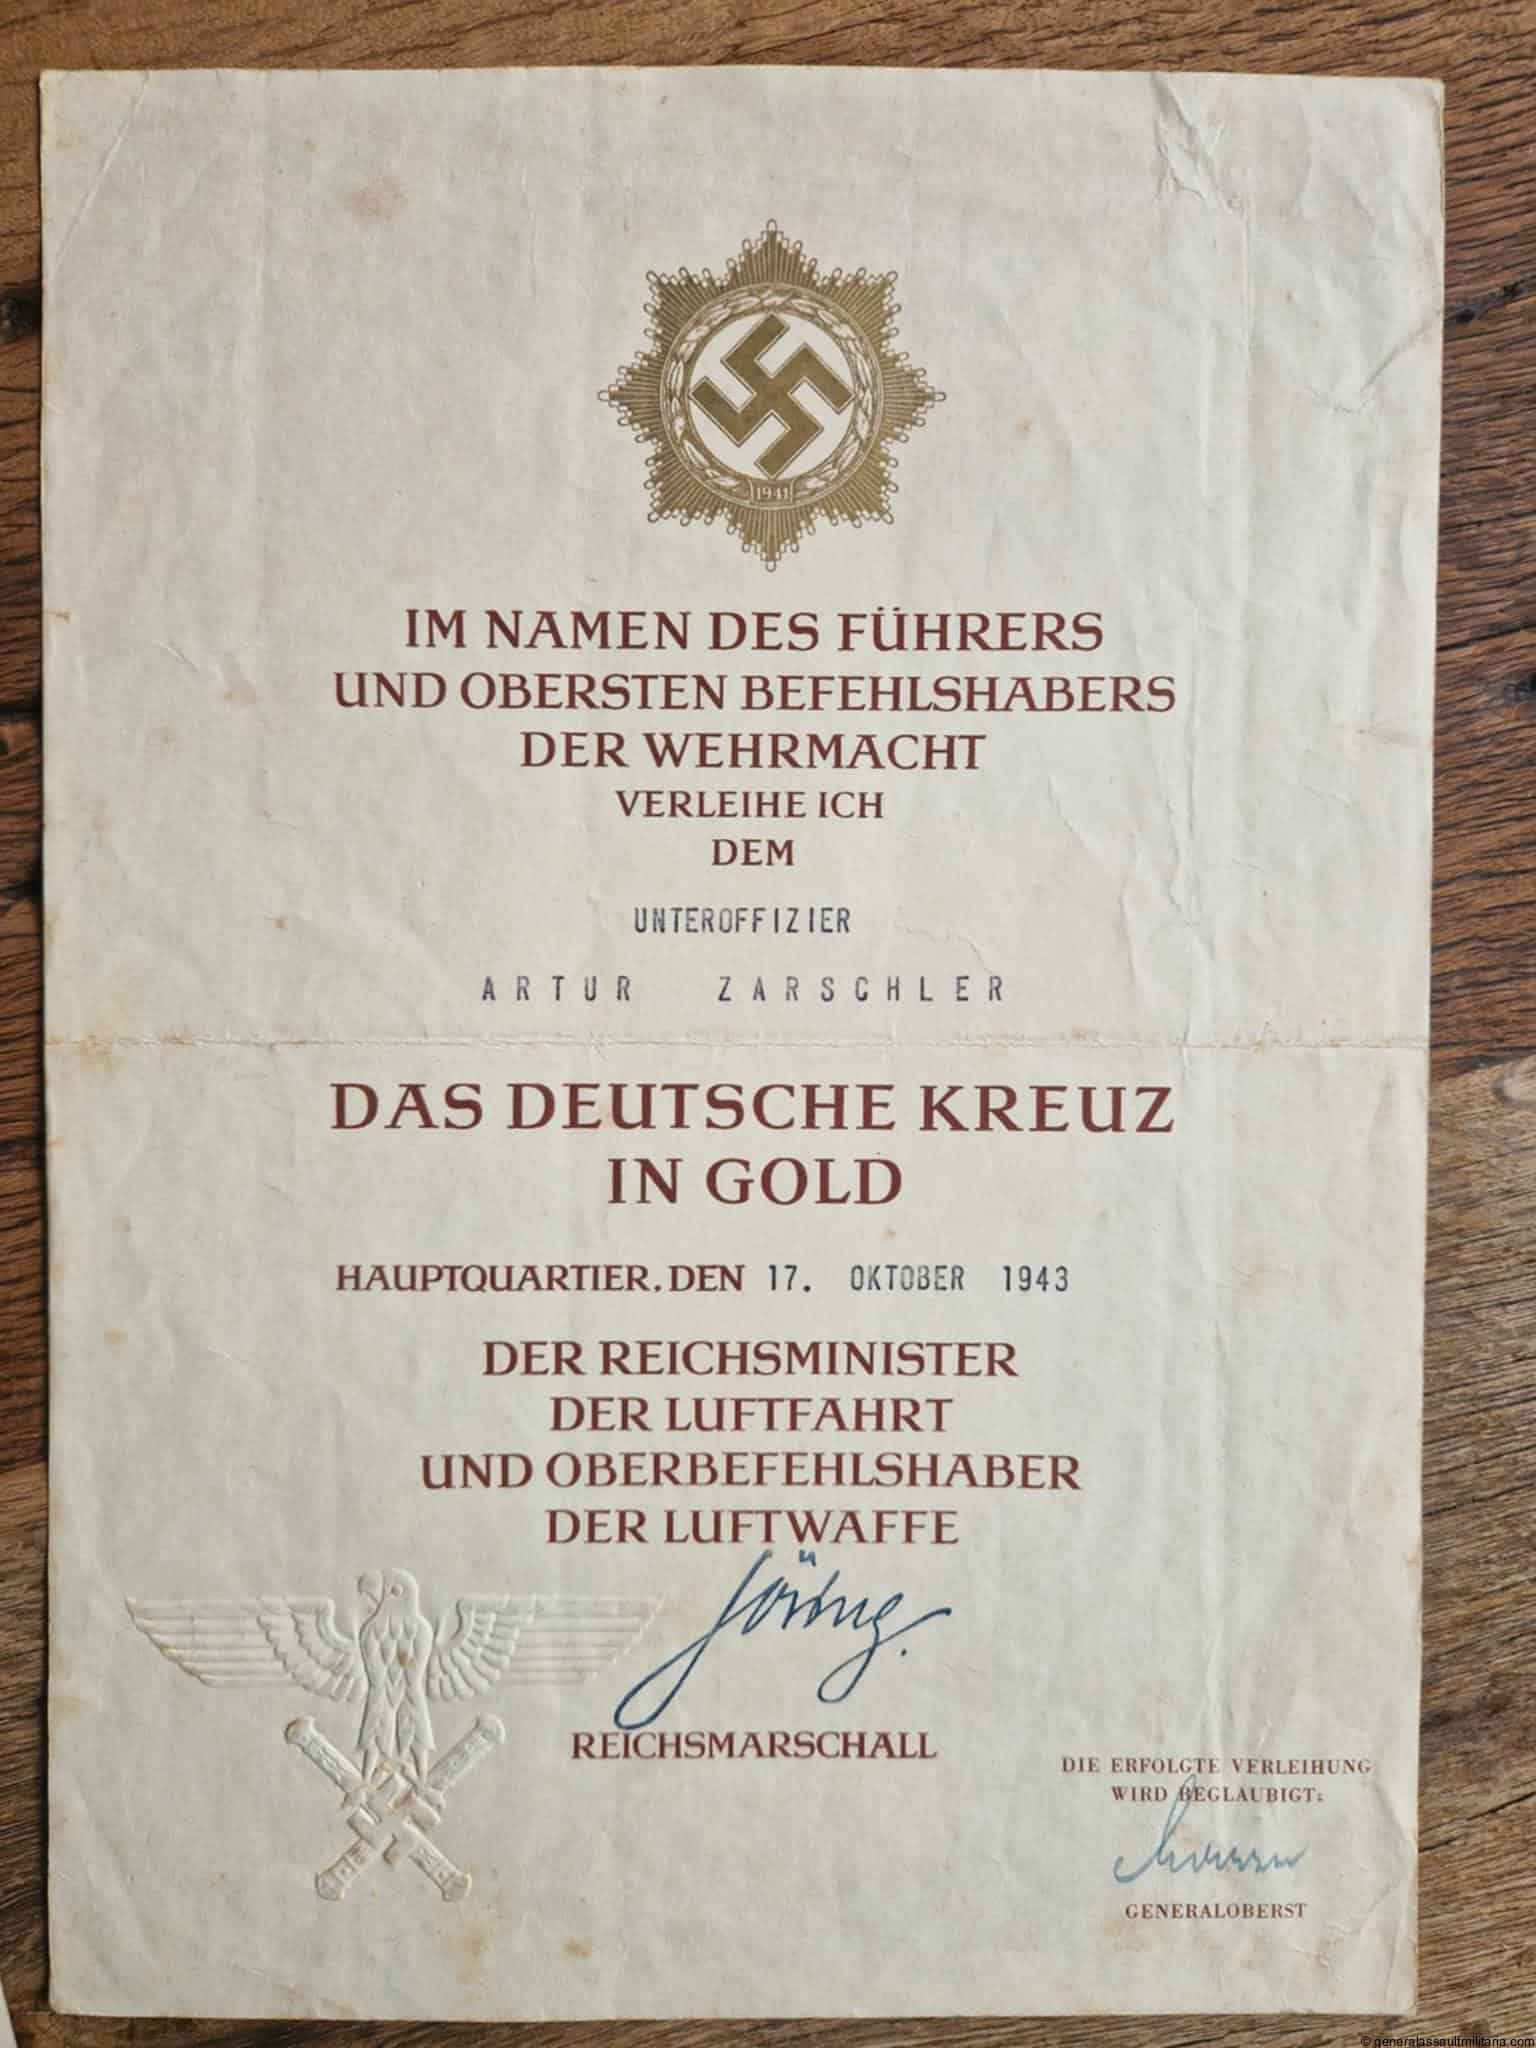 1941
IM NAMEN DES FÜHRERS
UND OBERSTEN BEFEHLSHABERS
DER WEHRMACHT
VERLEIHE ICH
DEM
UNTEROFFIZIER
ARTUR ZARSCHLER
DAS DEUTSCHE KREUZ
IN GOLD
HAUPTQUARTIER, DEN 17. OKTOBER 1943
DER REICHSMINISTER
DER LUFTFAHRT
UND OBERBEFEHLSHABER
DER LUFTWAFFE
Göring.
REICHSMARSCHALL
DIE ERFOLGTE VERLEIHUNG
WIRD BEGLAUBIGT:
GENERALOBERST
© generalassaultmilitaria.com